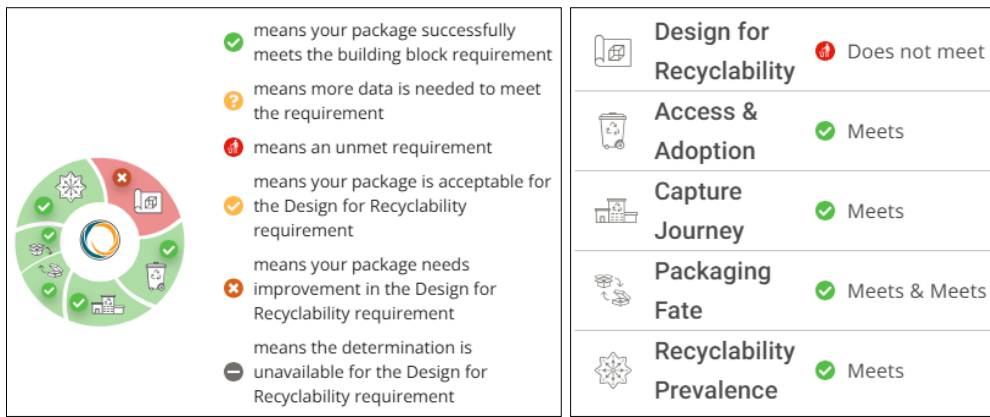 means your package successfully
meets the building block requirement
means more data is needed to meet
the requirement
means an unmet requirement
means your package is acceptable for
the Design for Recyclability
requirement
means your package needs
improvement in the Design for
Recyclability requirement
means the determination is
unavailable for the Design for
Recyclability requirement
Design for
Recyclability
Does not meet
Access &
Adoption
Meets
Capture
Journey
Meets
Packaging
Fate
Meets & Meets
Recyclability
Prevalence
Meets